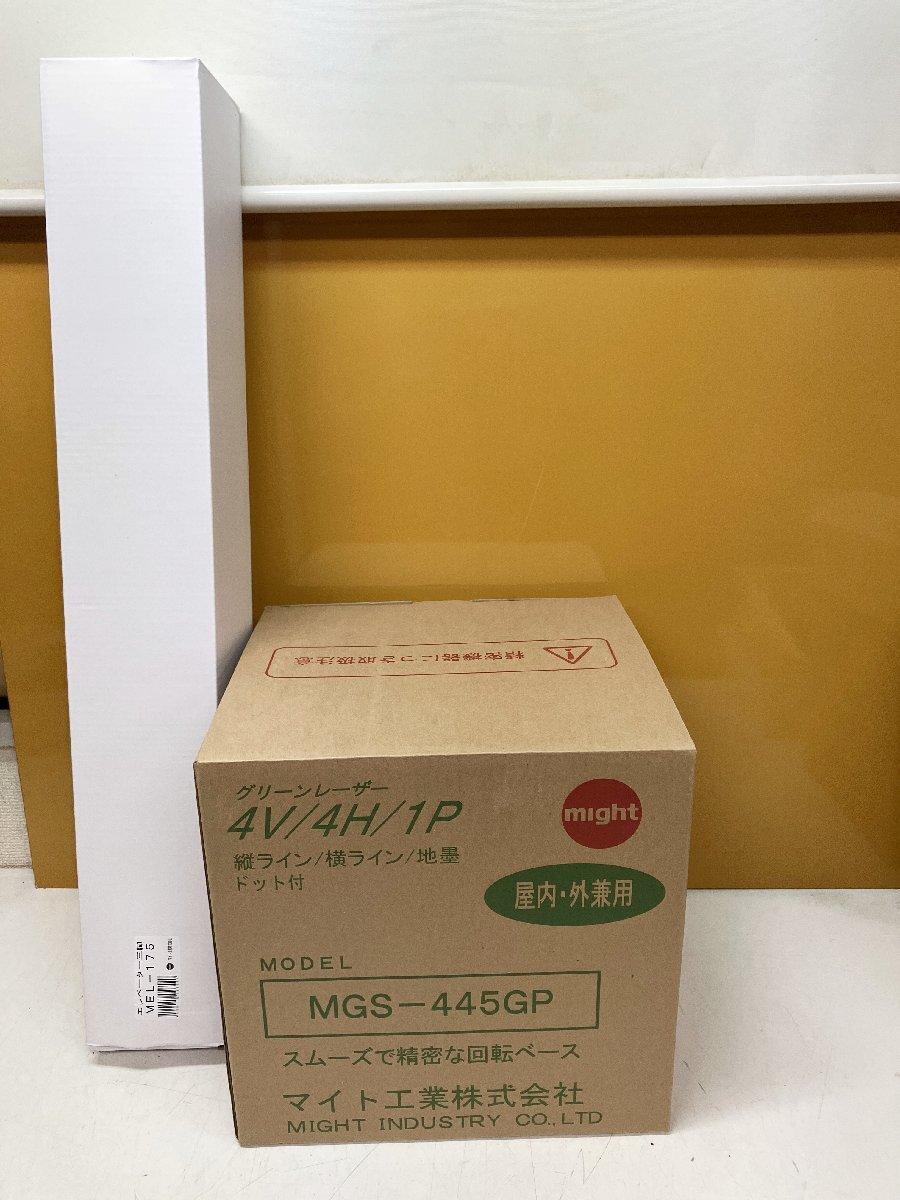 精密機器につき取扱注意
グリーンレーザー
4V/4H/1P
縦ライン/横ライン/地墨
ドット付
might
屋内・外兼用
MODEL
MGS-445GP
スムーズで精密な回転ベース
マイト工業株式会社
MIGHT INDUSTRY CO.,LTD
エレベーター三脚
MEL-175